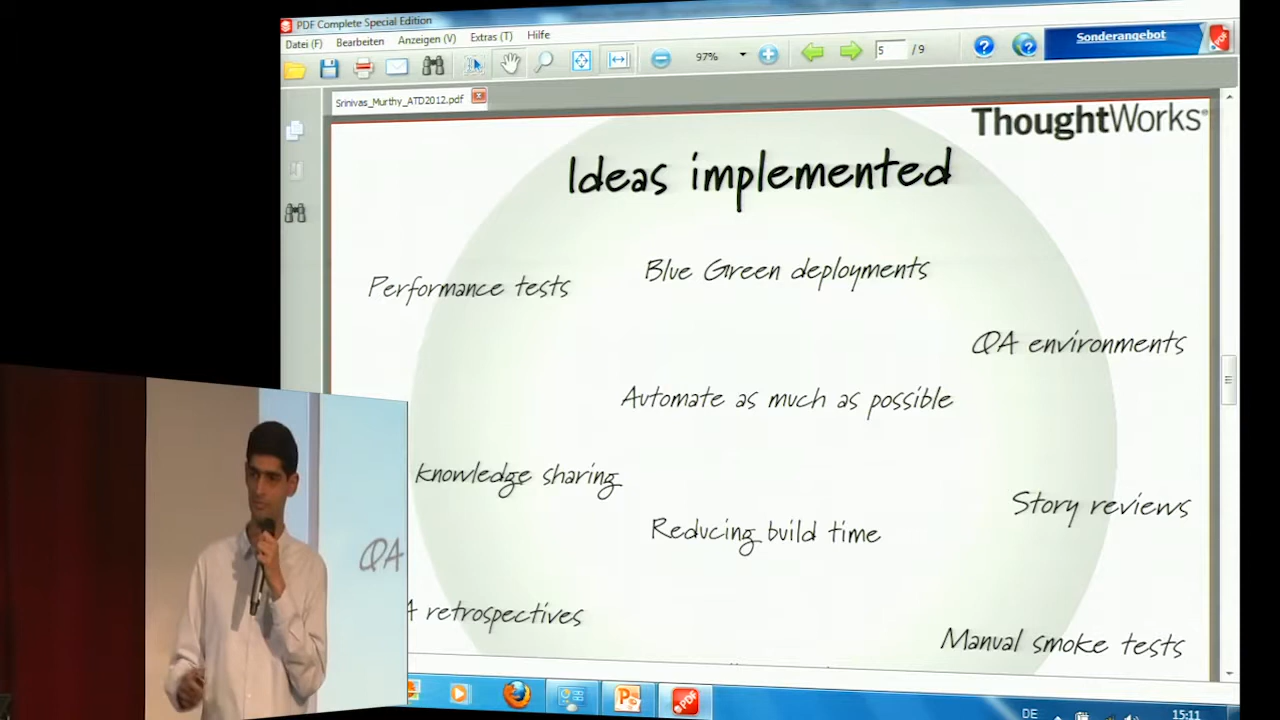 PDF Complete Special Edition
Datei (F) Bearbeiten Anzeigen (V) Extras (T) Hilfe
97% 5 / 9 Sonderangebot
Srinivas_Murthy_ATD2012.pdf
ThoughtWorks
Ideas implemented
Blue Green deployments
Performance tests
QA environments
Automate as much as possible
Knowledge sharing
Story reviews
Reducing build time
QA
A retrospectives
Manual smoke tests
DE 15:11